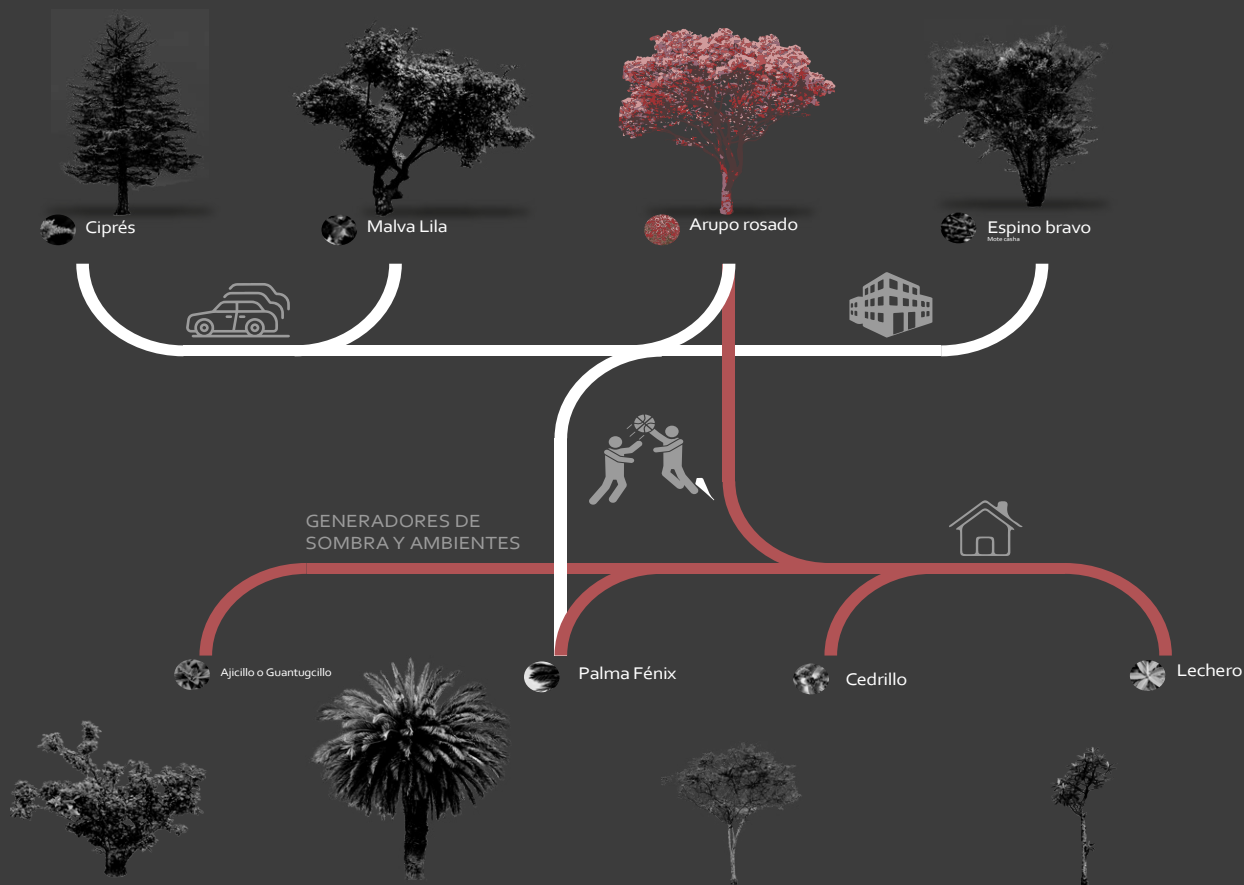 Ciprés
Malva Lila
Arupo rosado
Espino bravo
Mote casha
GENERADORES DE
SOMBRA Y AMBIENTES
Ajicillo o Guantugcillo
Palma Fénix
Cedrillo
Lechero